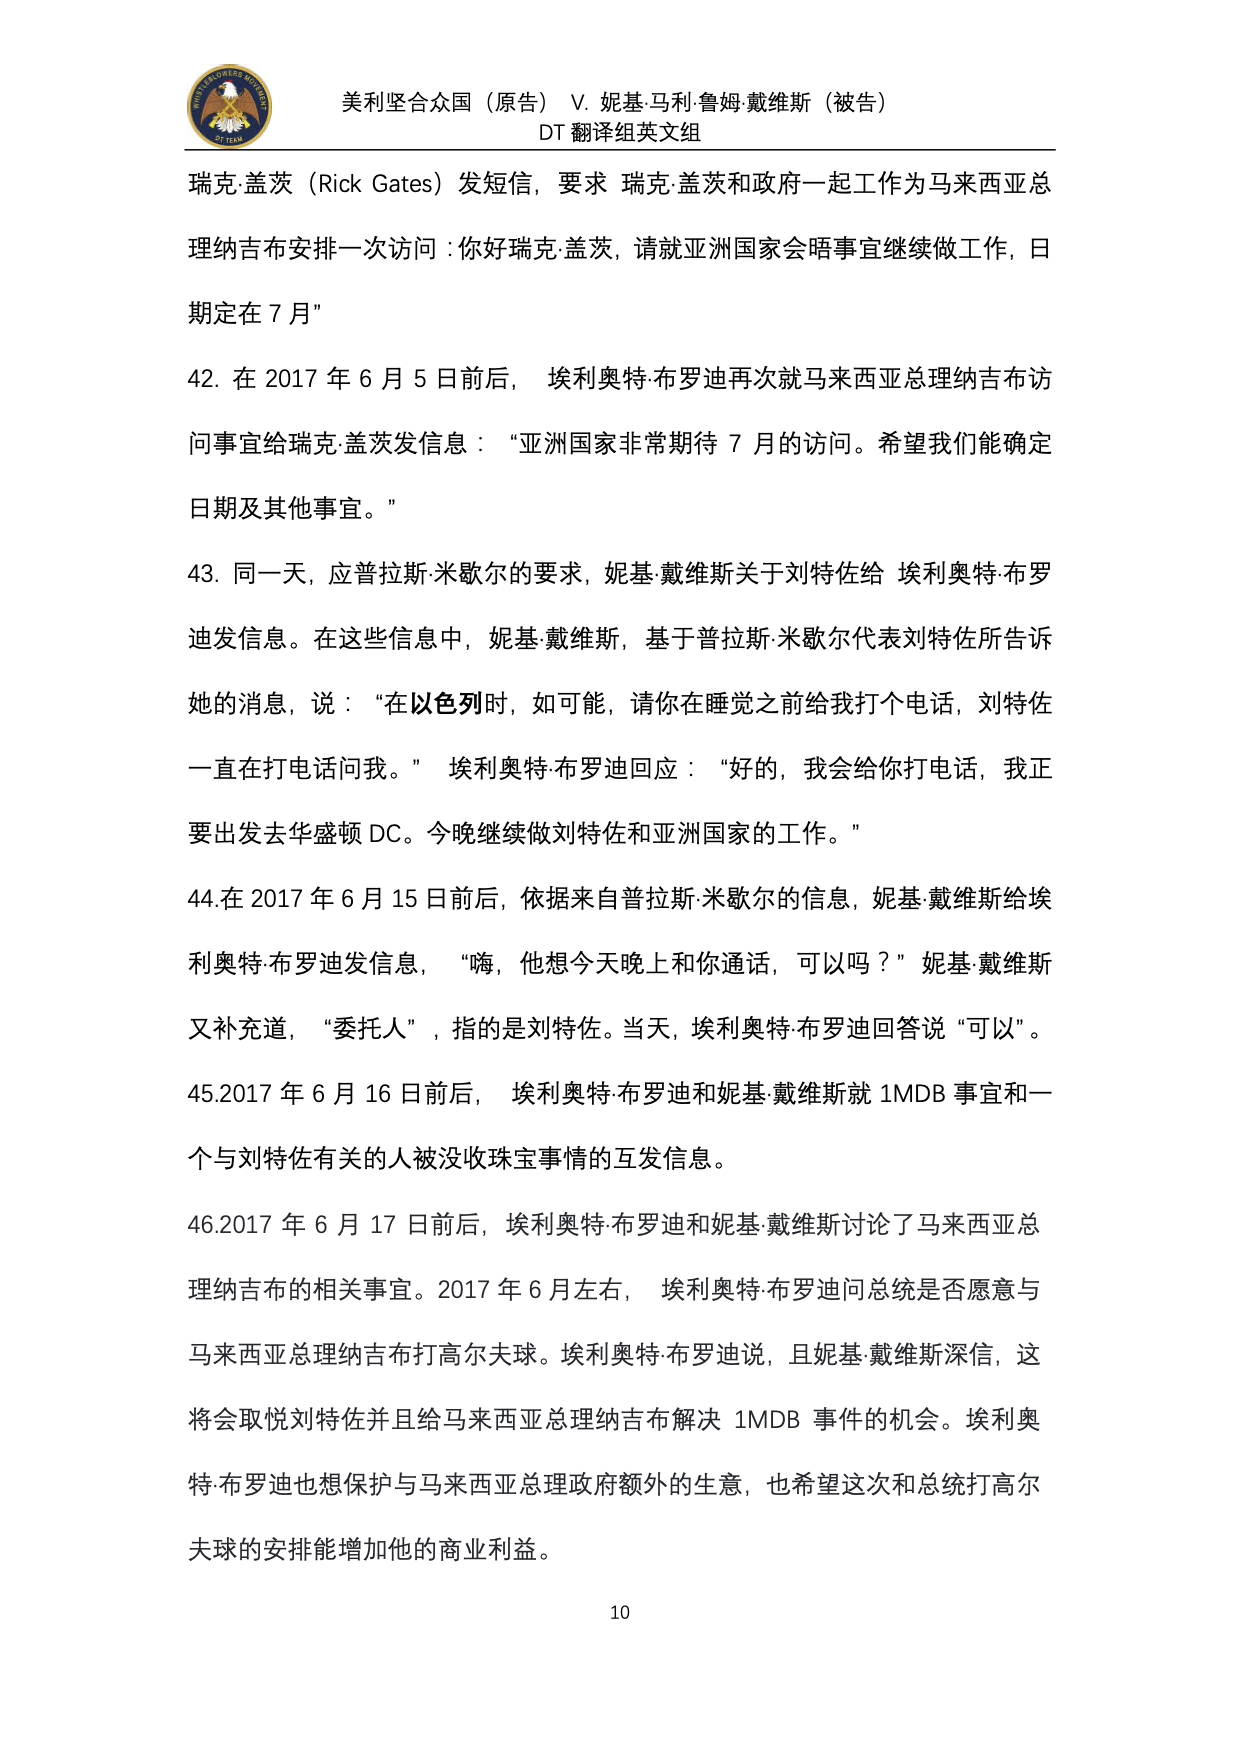 WHISTLEBLOWERS MOVEMENT
DT TEAM
美利坚合众国（原告） V. 妮基·马利·鲁姆·戴维斯（被告）
DT 翻译组英文组
瑞克·盖茨（Rick Gates）发短信，要求 瑞克·盖茨和政府一起工作为马来西亚总
理纳吉布安排一次访问：你好瑞克·盖茨，请就亚洲国家会晤事宜继续做工作，日
期定在 7 月”
42. 在 2017 年 6 月 5 日前后， 埃利奥特·布罗迪再次就马来西亚总理纳吉布访
问事宜给瑞克·盖茨发信息： “亚洲国家非常期待 7 月的访问。希望我们能确定
日期及其他事宜。”
43. 同一天，应普拉斯·米歇尔的要求，妮基·戴维斯关于刘特佐给 埃利奥特·布罗
迪发信息。在这些信息中，妮基·戴维斯，基于普拉斯·米歇尔代表刘特佐所告诉
她的消息，说： “在以色列时，如可能，请你在睡觉之前给我打个电话，刘特佐
一直在打电话问我。” 埃利奥特·布罗迪回应： “好的，我会给你打电话，我正
要出发去华盛顿 DC。今晚继续做刘特佐和亚洲国家的工作。”
44.在 2017 年 6 月 15 日前后，依据来自普拉斯·米歇尔的信息，妮基·戴维斯给埃
利奥特·布罗迪发信息， “嗨，他想今天晚上和你通话，可以吗？” 妮基·戴维斯
又补充道， “委托人” ，指的是刘特佐。当天，埃利奥特·布罗迪回答说 “可以” 。
45.2017 年 6 月 16 日前后， 埃利奥特·布罗迪和妮基·戴维斯就 1MDB 事宜和一
个与刘特佐有关的人被没收珠宝事情的互发信息。
46.2017 年 6 月 17 日前后，埃利奥特·布罗迪和妮基·戴维斯讨论了马来西亚总
理纳吉布的相关事宜。2017 年 6 月左右， 埃利奥特·布罗迪问总统是否愿意与
马来西亚总理纳吉布打高尔夫球。埃利奥特·布罗迪说，且妮基·戴维斯深信，这
将会取悦刘特佐并且给马来西亚总理纳吉布解决 1MDB 事件的机会。埃利奥
特·布罗迪也想保护与马来西亚总理政府额外的生意，也希望这次和总统打高尔
夫球的安排能增加他的商业利益。
10